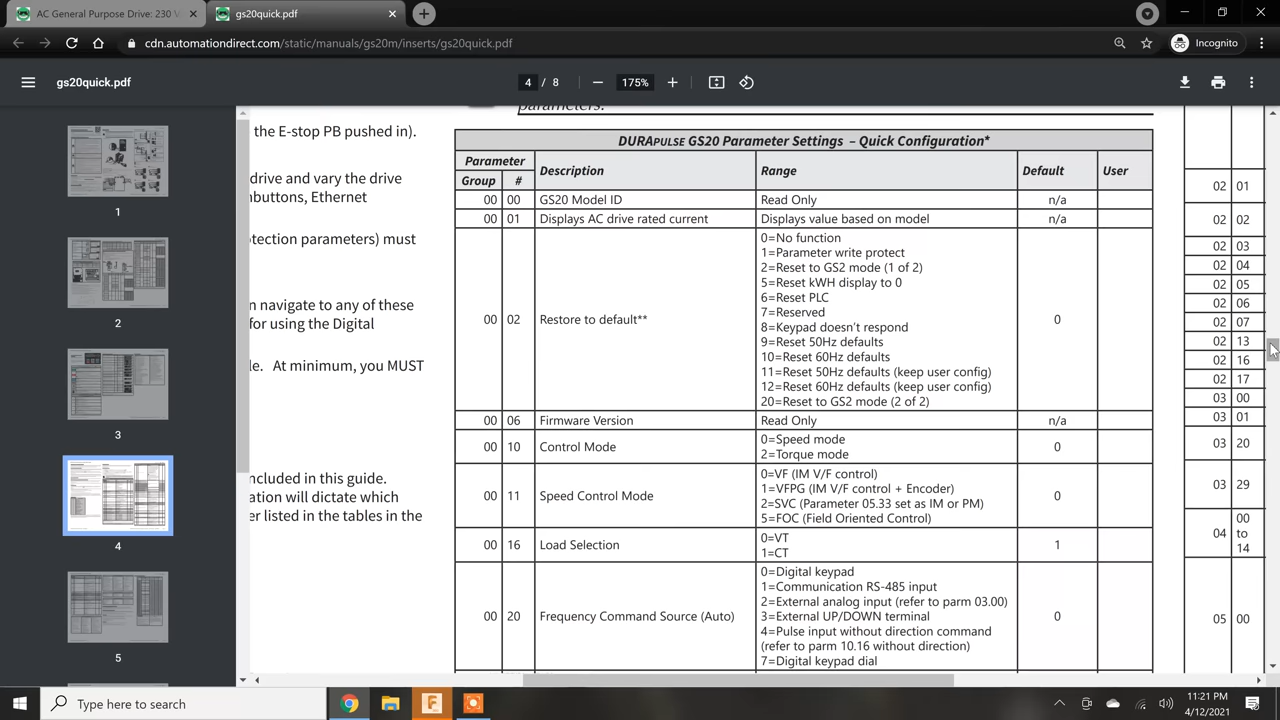 AC General Purpose Drive: 230 V
gs20quick.pdf
cdn.automationdirect.com/static/manuals/gs20m/inserts/gs20quick.pdf
Incognito
gs20quick.pdf
4 / 8
175%
parameters.
the E-stop PB pushed in).
drive and vary the drive
nbuttons, Ethernet
otection parameters) must
n navigate to any of these
for using the Digital
le. At minimum, you MUST
ncluded in this guide.
ation will dictate which
er listed in the tables in the
1
2
3
4
5
DURAPULSE GS20 Parameter Settings – Quick Configuration*
Parameter
Group # Description Range Default User
00 00 GS20 Model ID Read Only n/a
00 01 Displays AC drive rated current Displays value based on model n/a
00 02 Restore to default** 0
0=No function
1=Parameter write protect
2=Reset to GS2 mode (1 of 2)
5=Reset kWH display to 0
6=Reset PLC
7=Reserved
8=Keypad doesn't respond
9=Reset 50Hz defaults
10=Reset 60Hz defaults
11=Reset 50Hz defaults (keep user config)
12=Reset 60Hz defaults (keep user config)
20=Reset to GS2 mode (2 of 2)
00 06 Firmware Version Read Only n/a
00 10 Control Mode 0
0=Speed mode
2=Torque mode
00 11 Speed Control Mode 0
0=VF (IM V/F control)
1=VFPG (IM V/F control + Encoder)
2=SVC (Parameter 05.33 set as IM or PM)
5=FOC (Field Oriented Control)
00 16 Load Selection 1
0=VT
1=CT
00 20 Frequency Command Source (Auto) 0
0=Digital keypad
1=Communication RS-485 input
2=External analog input (refer to parm 03.00)
3=External UP/DOWN terminal
4=Pulse input without direction command
(refer to parm 10.16 without direction)
7=Digital keypad dial
02 01
02 02
02 03
02 04
02 05
02 06
02 07
02 13
02 16
02 17
03 00
03 01
03 20
03 29
04 00
to
14
05 00
Type here to search
11:21 PM
4/12/2021